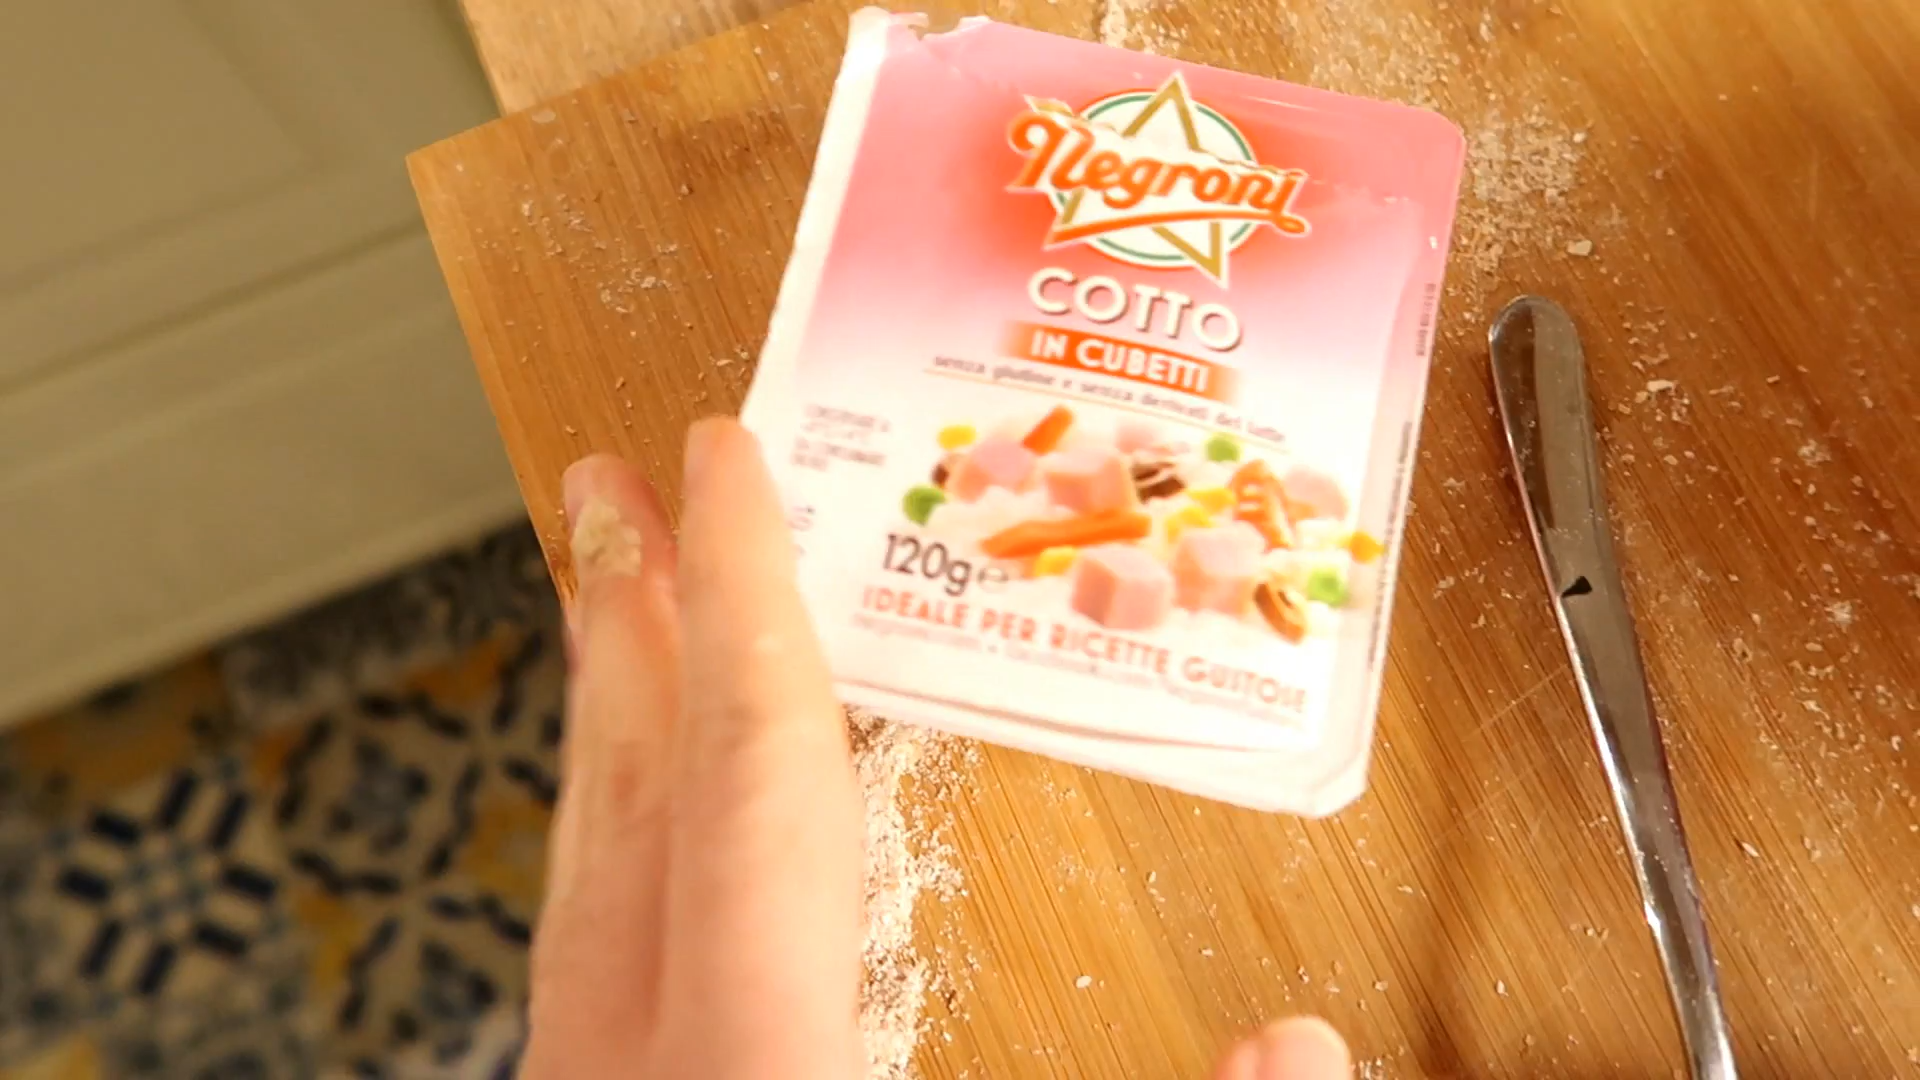 Negroni
COTTO
IN CUBETTI
senza glutine e senza derivati del latte
120g e
IDEALE PER RICETTE GUSTOSE